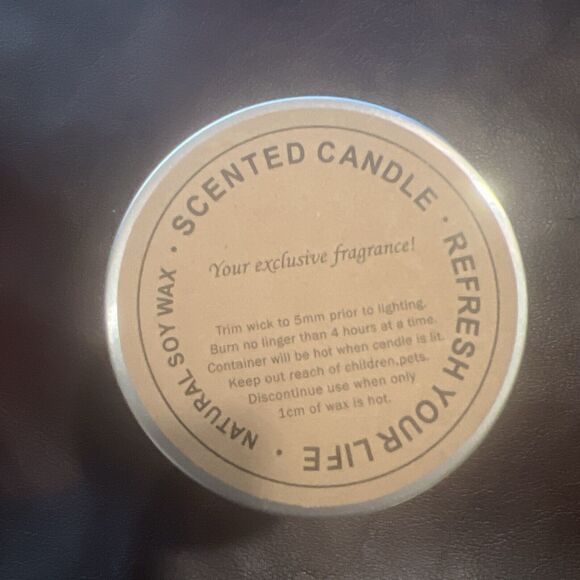 SCENTED CANDLE · REFRESH YOUR LIFE · NATURAL SOY WAX ·
Your exclusive fragrance!
Trim wick to 5mm prior to lighting.
Burn no linger than 4 hours at a time.
Container will be hot when candle is lit.
Keep out reach of children,pets.
Discontinue use when only
1cm of wax is hot.